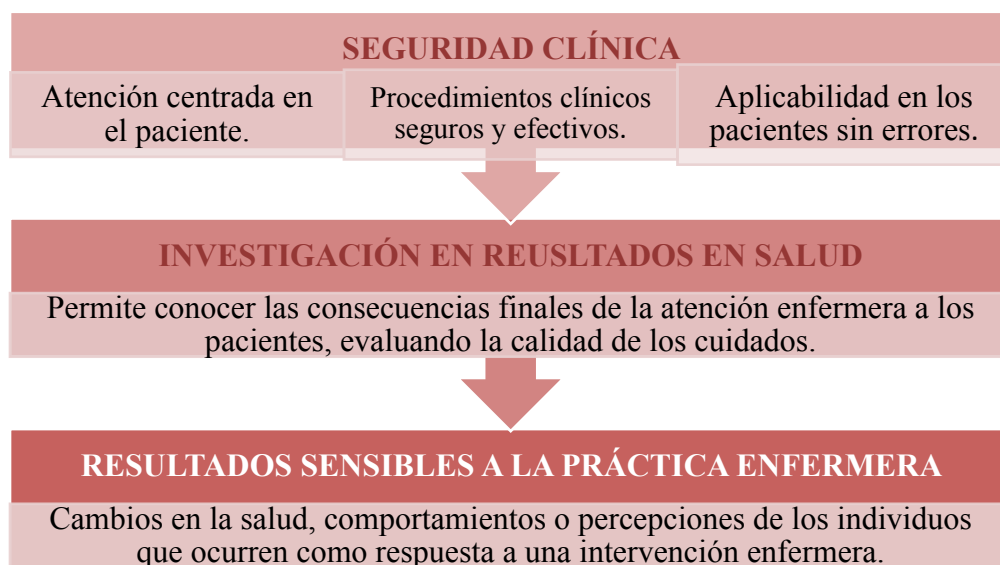 SEGURIDAD CLÍNICA
Atención centrada en
el paciente.
Procedimientos clínicos
seguros y efectivos.
Aplicabilidad en los
pacientes sin errores.
INVESTIGACIÓN EN REUSLTADOS EN SALUD
Permite conocer las consecuencias finales de la atención enfermera a los
pacientes, evaluando la calidad de los cuidados.
RESULTADOS SENSIBLES A LA PRÁCTICA ENFERMERA
Cambios en la salud, comportamientos o percepciones de los individuos
que ocurren como respuesta a una intervención enfermera.